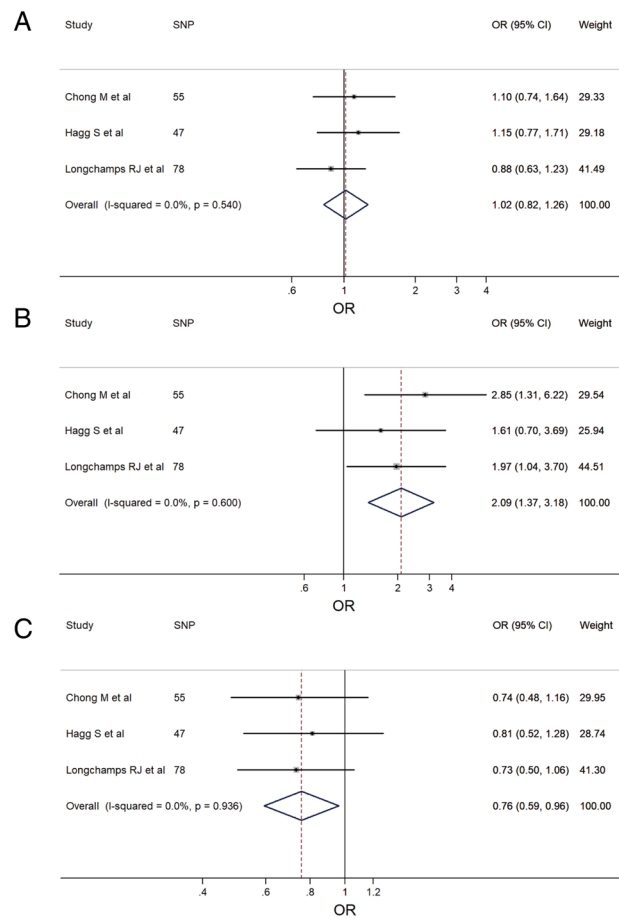 A
Study SNP OR (95% CI) Weight
Chong M et al 55 1.10 (0.74, 1.64) 29.33
Hagg S et al 47 1.15 (0.77, 1.71) 29.18
Longchamps RJ et al 78 0.88 (0.63, 1.23) 41.49
Overall (I-squared = 0.0%, p = 0.540) 1.02 (0.82, 1.26) 100.00
.6 1 2 3 4
OR
B
Study SNP OR (95% CI) Weight
Chong M et al 55 2.85 (1.31, 6.22) 29.54
Hagg S et al 47 1.61 (0.70, 3.69) 25.94
Longchamps RJ et al 78 1.97 (1.04, 3.70) 44.51
Overall (I-squared = 0.0%, p = 0.600) 2.09 (1.37, 3.18) 100.00
.6 1 2 3 4
OR
C
Study SNP OR (95% CI) Weight
Chong M et al 55 0.74 (0.48, 1.16) 29.95
Hagg S et al 47 0.81 (0.52, 1.28) 28.74
Longchamps RJ et al 78 0.73 (0.50, 1.06) 41.30
Overall (I-squared = 0.0%, p = 0.936) 0.76 (0.59, 0.96) 100.00
.4 .6 .8 1 1.2
OR